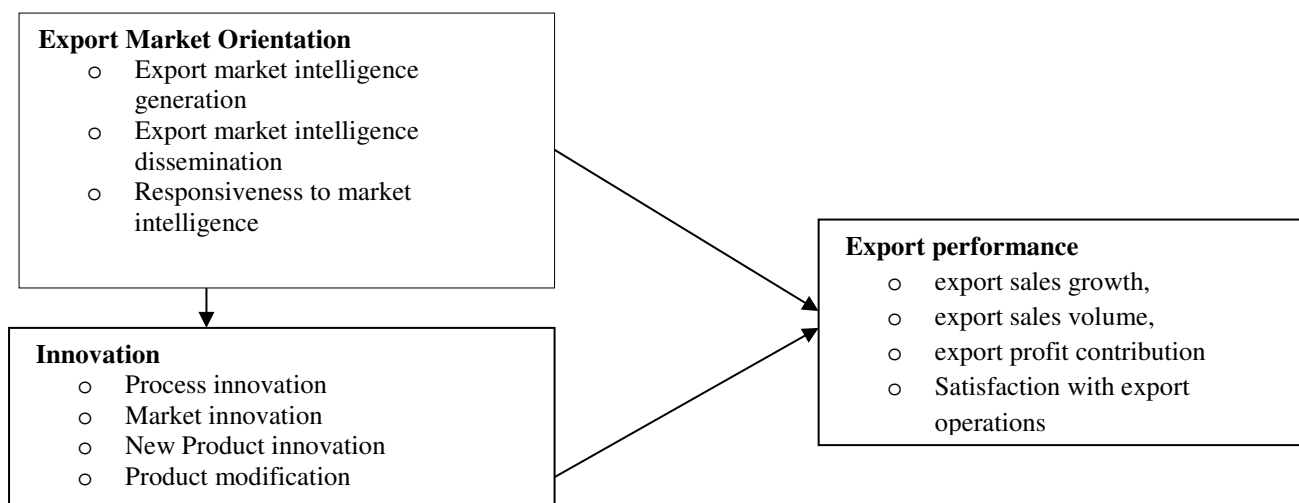 Export Market Orientation
o Export market intelligence
generation
o Export market intelligence
dissemination
o Responsiveness to market
intelligence
Innovation
o Process innovation
o Market innovation
o New Product innovation
o Product modification
Export performance
o export sales growth,
o export sales volume,
o export profit contribution
o Satisfaction with export
operations